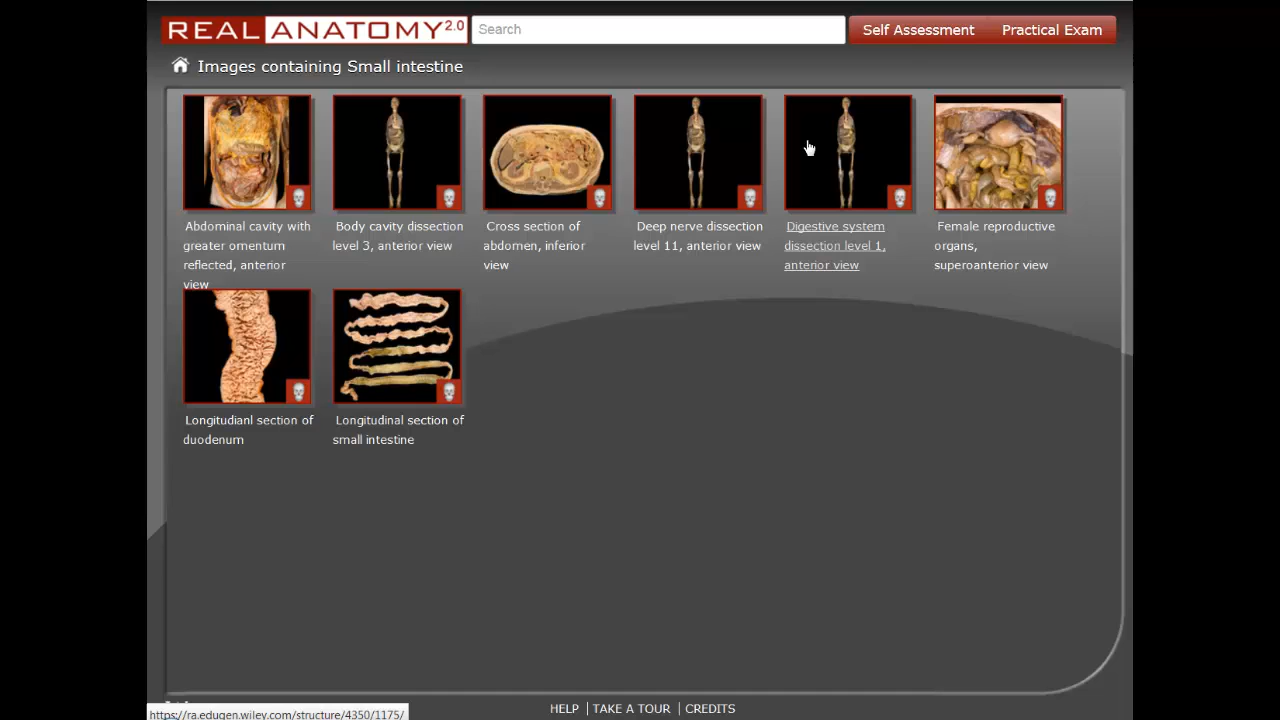 REAL ANATOMY 2.0
Search
Self Assessment
Practical Exam
Images containing Small intestine
Abdominal cavity with
greater omentum
reflected, anterior
view
Body cavity dissection
level 3, anterior view
Cross section of
abdomen, inferior
view
Deep nerve dissection
level 11, anterior view
Digestive system
dissection level 1,
anterior view
Female reproductive
organs,
superoanterior view
Longitudianl section of
duodenum
Longitudinal section of
small intestine
HELP | TAKE A TOUR | CREDITS
https://ra.edugen.wiley.com/structure/4350/1175/